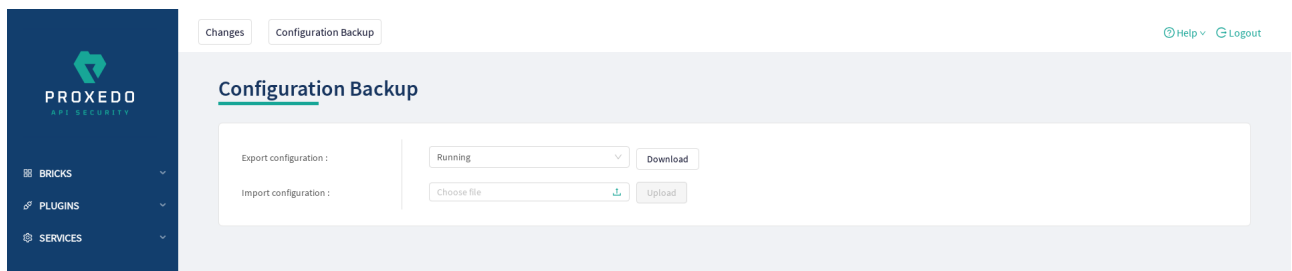 Changes Configuration Backup Help Logout
PROXEDO
API SECURITY
Configuration Backup
Export configuration : Running Download
Import configuration : Choose file Upload
BRICKS
PLUGINS
SERVICES